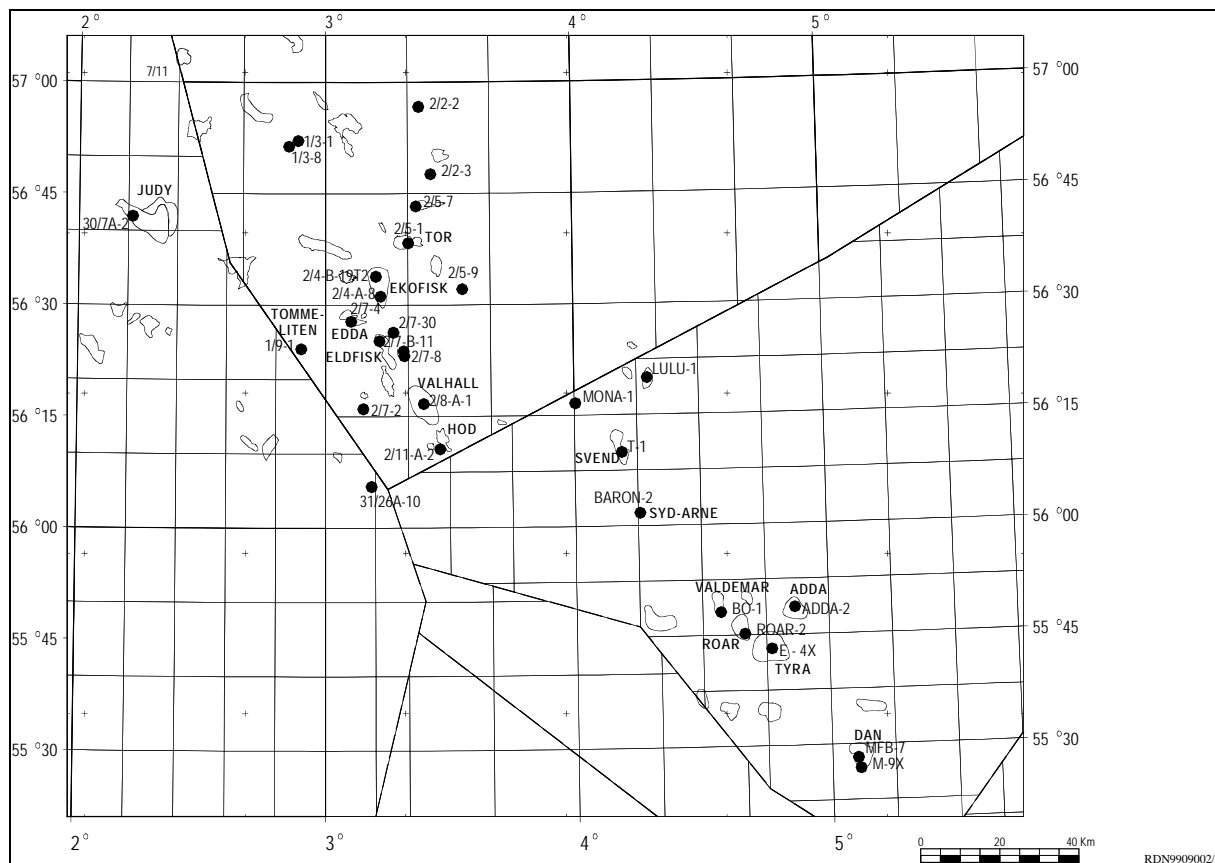 2° 3° 4° 5°
7/11
57 °00 57 °00
2/2-2
1/3-1
1/3-8
2/2-3
56 °45 56 °45
JUDY
2/5-7
30/7A-2
2/5-1
TOR
2/4-B-19T2
2/5-9
2/4-A-8
EKOFISK
56 °30 56 °30
2/7-4
TOMME-
LITEN
EDDA
2/7-30
1/9-1
2/7-B-11
ELDFISK
2/7-8
LULU-1
VALHALL
2/8-A-1
MONA-1
56 °15 56 °15
2/7-2
HOD
T-1
2/11-A-2
SVEND
31/26A-10
BARON-2
SYD-ARNE
56 °00 56 °00
VALDEMAR
ADDA
BO-1
ADDA-2
ROAR-2
55 °45 55 °45
ROAR
E - 4X
TYRA
DAN
55 °30 55 °30
MFB-7
M-9X
2° 3° 4° 5°
0 20 40 Km
RDN9909002/